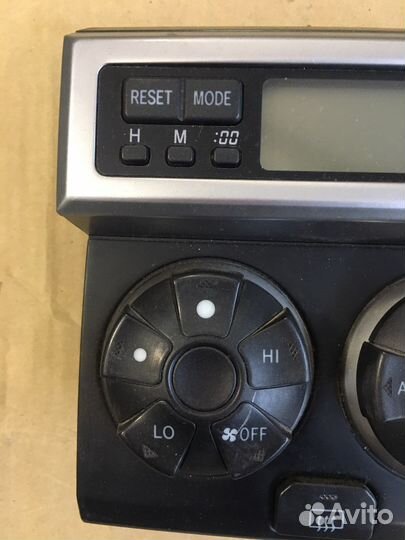 RESET MODE
H M :00
HI
LO OFF
A
Avito